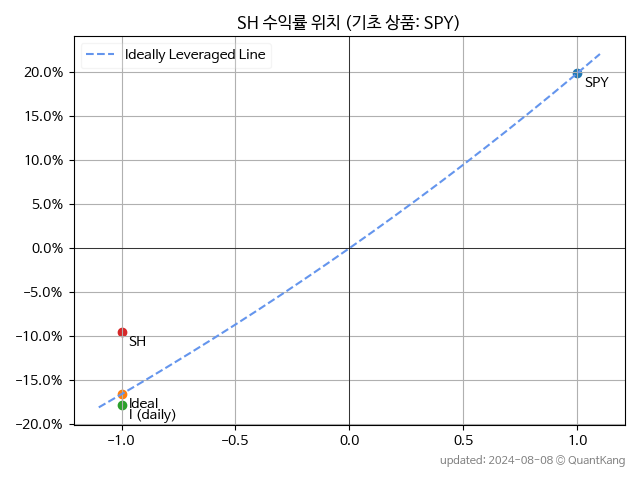 SH 수익률 위치 (기초 상품: SPY)
Ideally Leveraged Line
20.0%
SPY
15.0%
10.0%
5.0%
0.0%
−5.0%
−10.0%
SH
−15.0%
Ideal
I (daily)
−20.0%
−1.0 −0.5 0.0 0.5 1.0
updated: 2024-08-08 © QuantKang